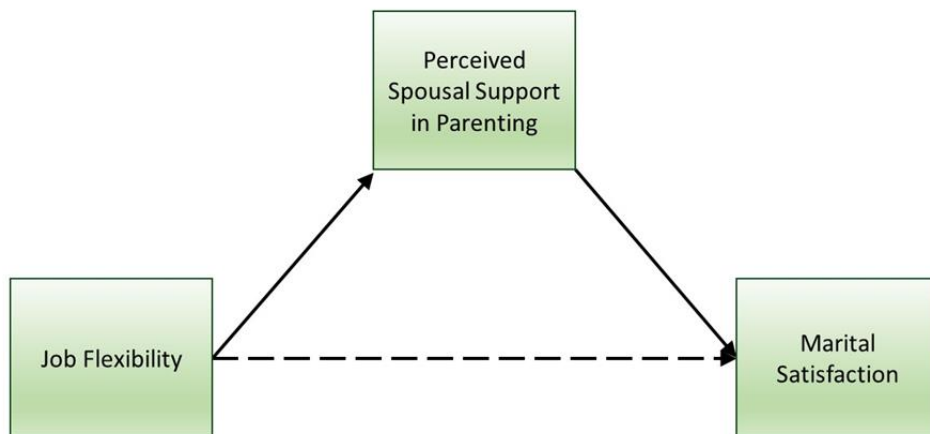 Perceived
Spousal Support
in Parenting
Job Flexibility
Marital
Satisfaction